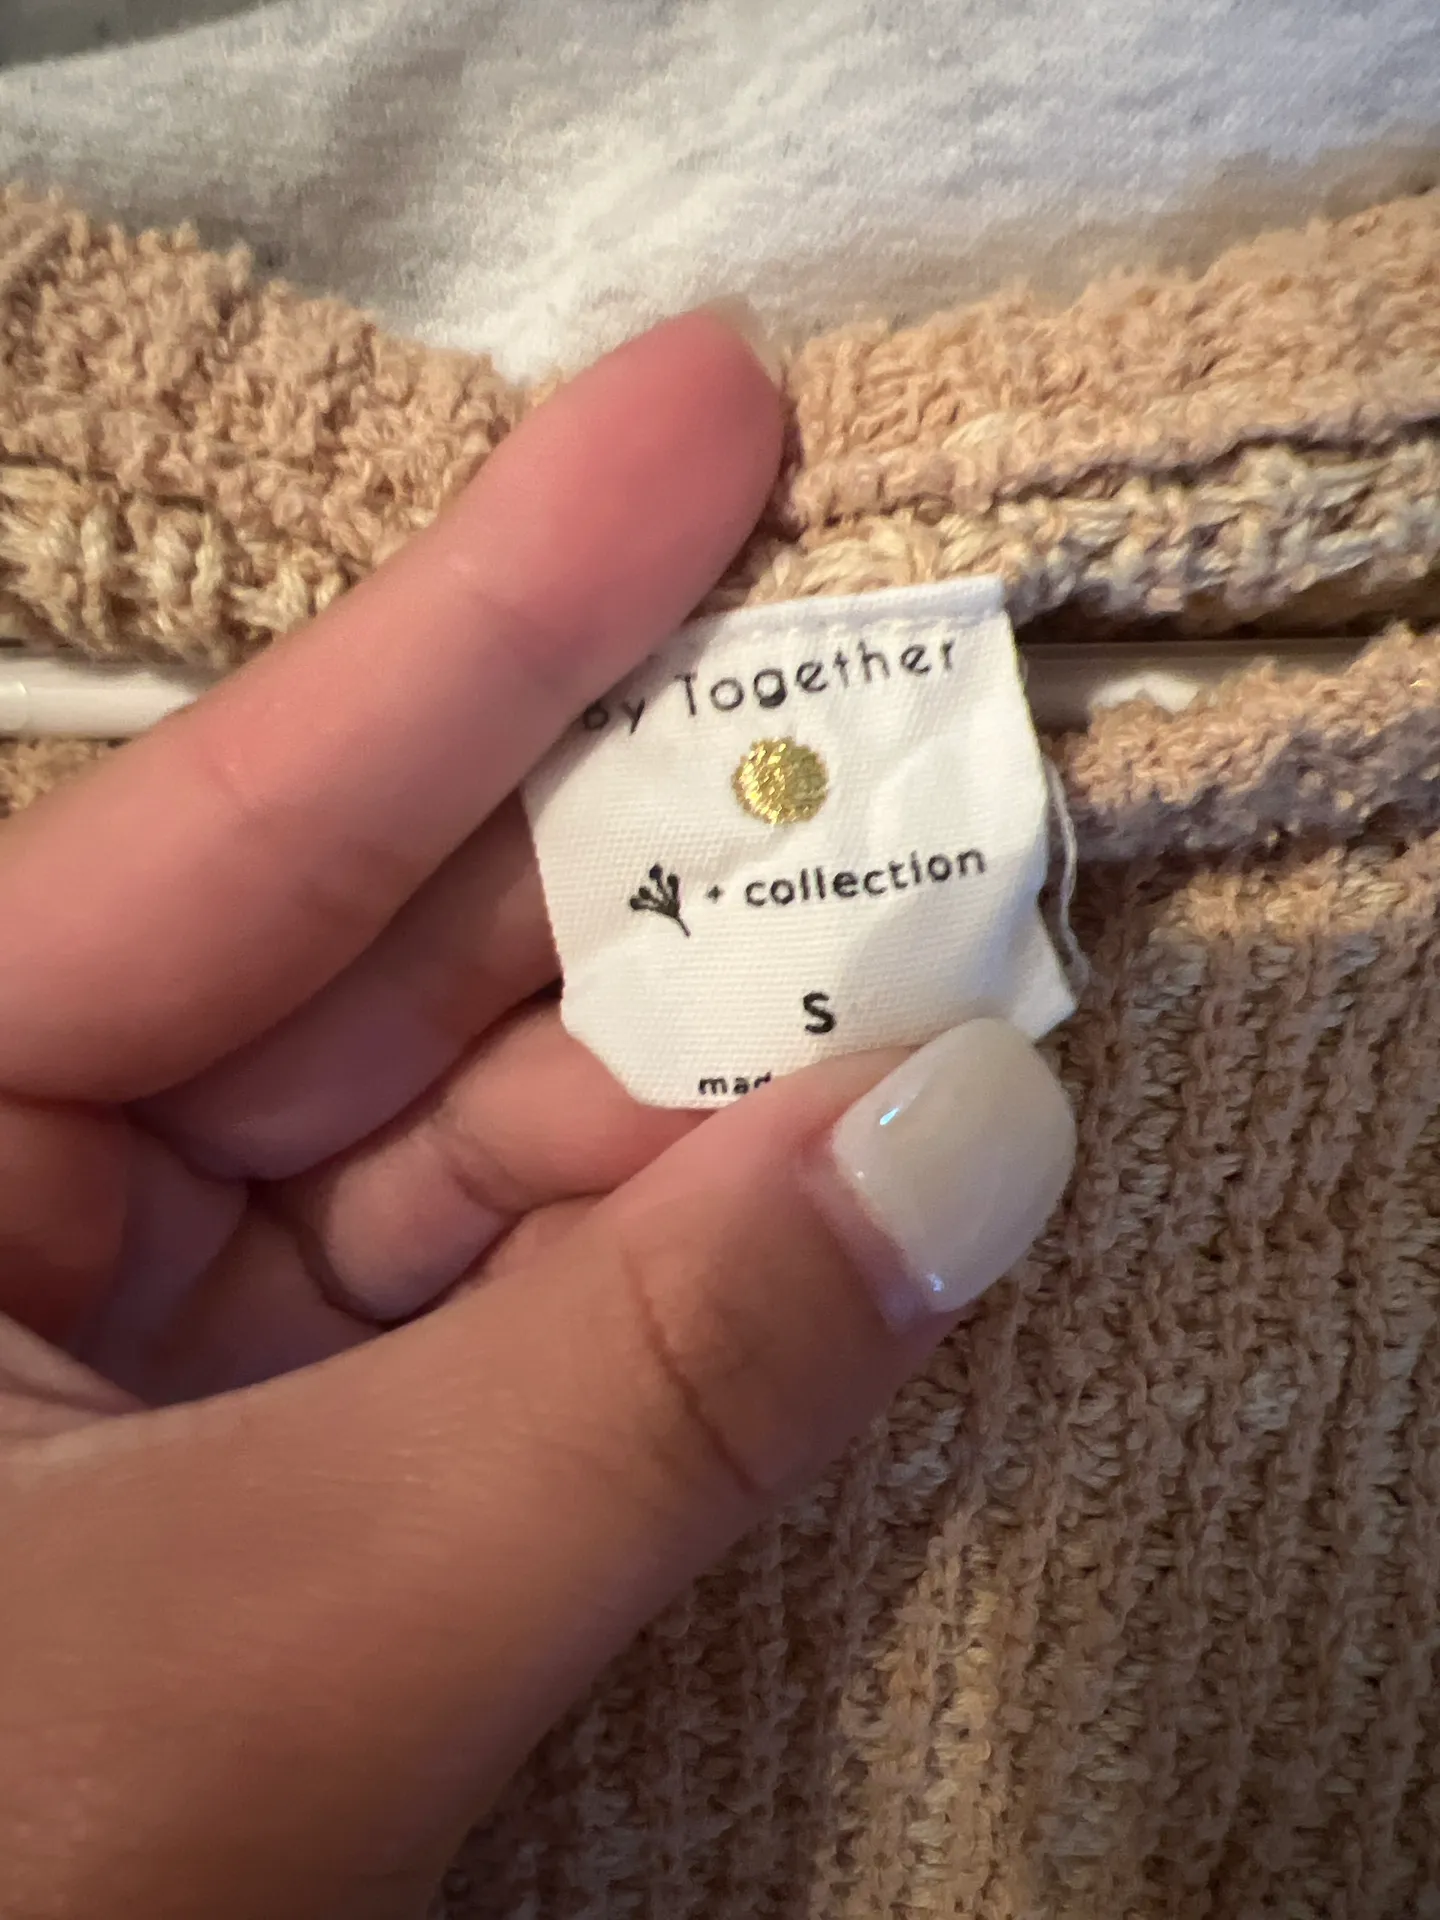 By Together
+ collection
S